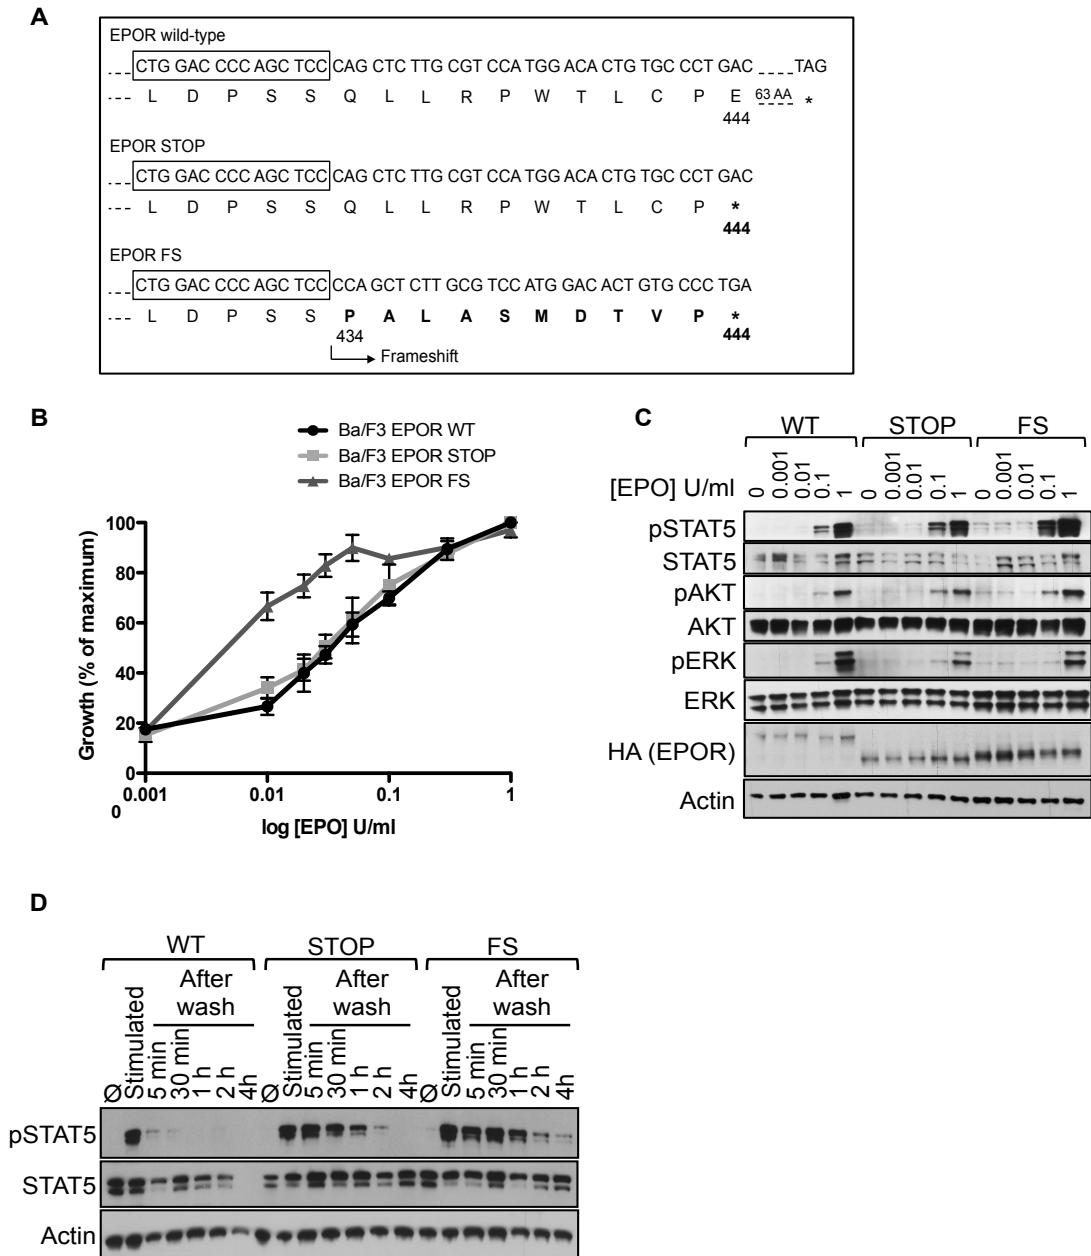 A
EPOR wild-type
--- CTG GAC CCC AGC TCC CAG CTC TTG CGT CCA TGG ACA CTG TGC CCT GAC ---- TAG
--- L D P S S Q L L R P W T L C P E 63 AA *
444
EPOR STOP
--- CTG GAC CCC AGC TCC CAG CTC TTG CGT CCA TGG ACA CTG TGC CCT GAC
--- L D P S S Q L L R P W T L C P *
444
EPOR FS
--- CTG GAC CCC AGC TCC CCA GCT CTT GCG TCC ATG GAC ACT GTG CCC TGA
--- L D P S S P A L A S M D T V P *
434 444
Frameshift
B
Ba/F3 EPOR WT
Ba/F3 EPOR STOP
Ba/F3 EPOR FS
Growth (% of maximum)
100
80
60
40
20
0
0.001 0.01 0.1 1
0
log [EPO] U/ml
C
WT STOP FS
[EPO] U/ml 0 0.001 0.01 0.1 1 0 0.001 0.01 0.1 1 0 0.001 0.01 0.1 1
pSTAT5
STAT5
pAKT
AKT
pERK
ERK
HA (EPOR)
Actin
D
WT STOP FS
After wash After wash After wash
Ø Stimulated 5 min 30 min 1 h 2 h 4h Ø Stimulated 5 min 30 min 1 h 2 h 4h Ø Stimulated 5 min 30 min 1 h 2 h 4h
pSTAT5
STAT5
Actin